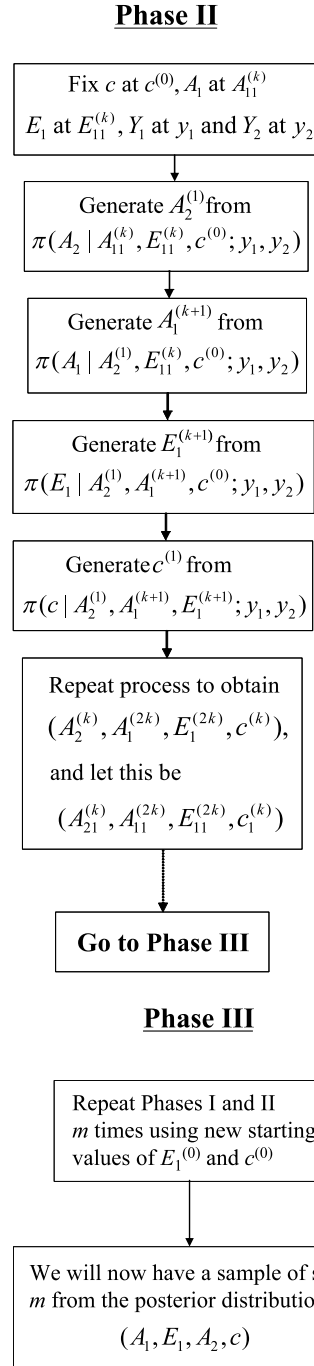 Phase II
Fix c at c^(0), A_1 at A_11^(k)
E_1 at E_11^(k), Y_1 at y_1 and Y_2 at y_2
Generate A_2^(1) from
π(A_2 | A_11^(k), E_11^(k), c^(0); y_1, y_2)
Generate A_1^(k+1) from
π(A_1 | A_2^(1), E_11^(k), c^(0); y_1, y_2)
Generate E_1^(k+1) from
π(E_1 | A_2^(1), A_1^(k+1), c^(0); y_1, y_2)
Generate c^(1) from
π(c | A_2^(1), A_1^(k+1), E_1^(k+1); y_1, y_2)
Repeat process to obtain
(A_2^(k), A_1^(2k), E_1^(2k), c^(k)),
and let this be
(A_21^(k), A_11^(2k), E_11^(2k), c_1^(k))
Go to Phase III
Phase III
Repeat Phases I and II
m times using new starting
values of E_1^(0) and c^(0)
We will now have a sample of
m from the posterior
(A_1, E_1, A_2, c)